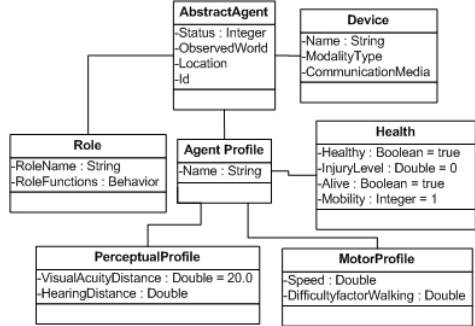 AbstractAgent
-Status : Integer
-ObservedWorld
-Location
-Id
Device
-Name : String
-ModalityType
-CommunicationMedia
Role
-RoleName : String
-RoleFunctions : Behavior
Agent Profile
-Name : String
Health
-Healthy : Boolean = true
-InjuryLevel : Double = 0
-Alive : Boolean = true
-Mobility : Integer = 1
PerceptualProfile
-VisualAcuityDistance : Double = 20.0
-HearingDistance : Double
MotorProfile
-Speed : Double
-DifficultyfactorWalking : Double